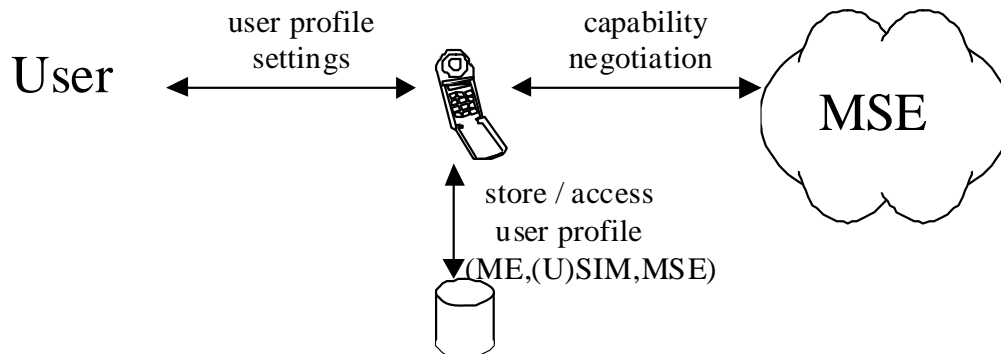 User
user profile
settings
capability
negotiation
MSE
store / access
user profile
(ME,(U)SIM,MSE)